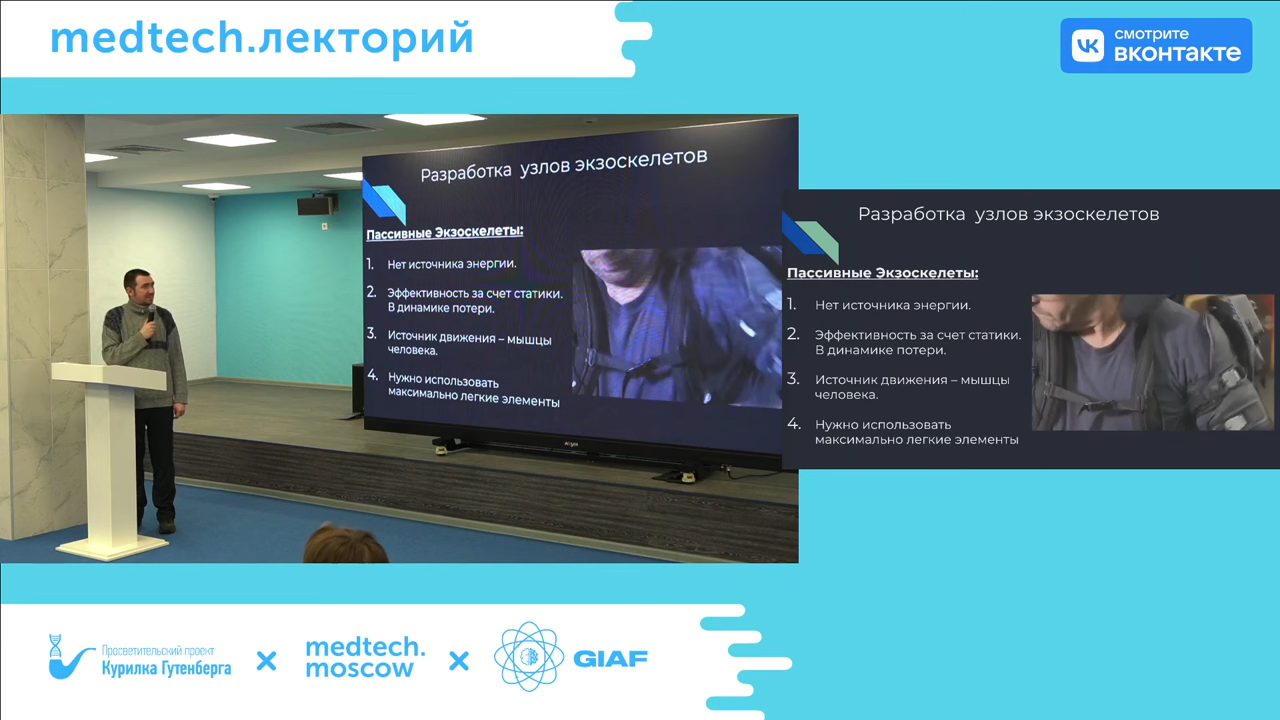 medtech.лекторий
смотрите
вконтакте
Разработка узлов экзоскелетов
Пассивные Экзоскелеты:
1. Нет источника энергии.
2. Эффективность за счет статики.
В динамике потери.
3. Источник движения – мышцы
человека.
4. Нужно использовать
максимально легкие элементы
Разработка узлов экзоскелетов
Пассивные Экзоскелеты:
1. Нет источника энергии.
2. Эффективность за счет статики.
В динамике потери.
3. Источник движения – мышцы
человека.
4. Нужно использовать
максимально легкие элементы
Просветительский проект
Курилка Гутенберга
×
medtech.
moscow
×
GIAF